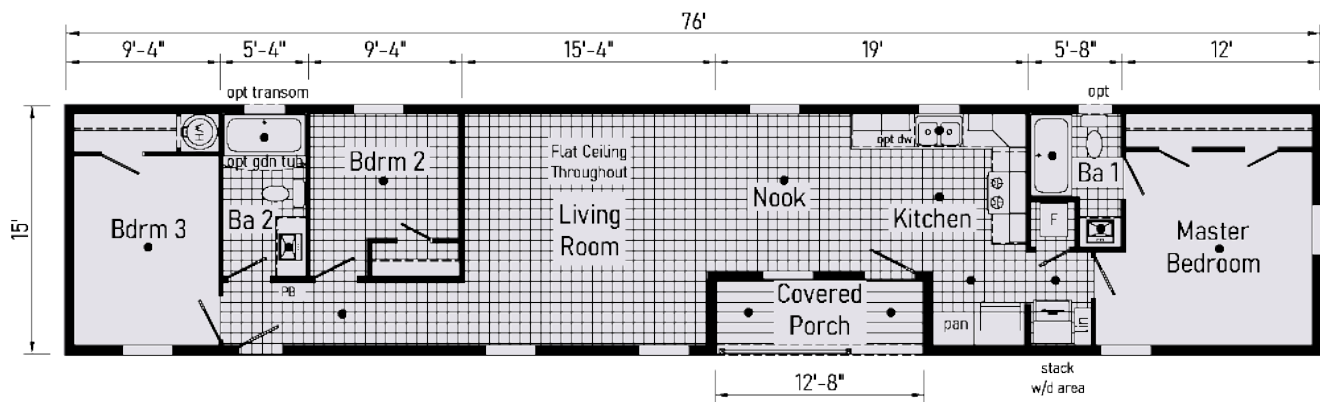 76'
9'-4"
5'-4"
9'-4"
15'-4"
19'
5'-8"
12'
opt transom
opt
15'
WH
opt gdn tub
Bdrm 2
Flat Ceiling
Throughout
opt dw
Ba 1
Nook
Bdrm 3
Ba 2
Living
Room
Kitchen
F
Master
Bedroom
PB
Covered
Porch
pan
lin
stack
w/d area
12'-8"